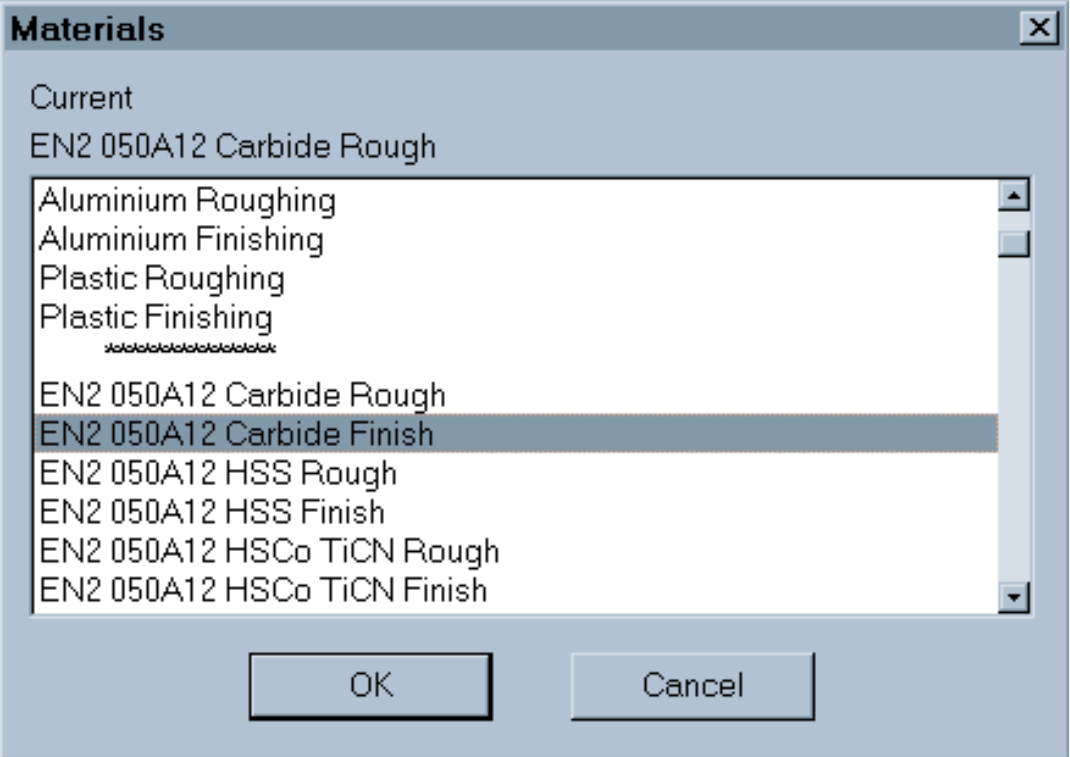 Materials
Current
EN2 050A12 Carbide Rough
Aluminium Roughing
Aluminium Finishing
Plastic Roughing
Plastic Finishing
*****************
EN2 050A12 Carbide Rough
EN2 050A12 Carbide Finish
EN2 050A12 HSS Rough
EN2 050A12 HSS Finish
EN2 050A12 HSCo TiCN Rough
EN2 050A12 HSCo TiCN Finish
OK Cancel